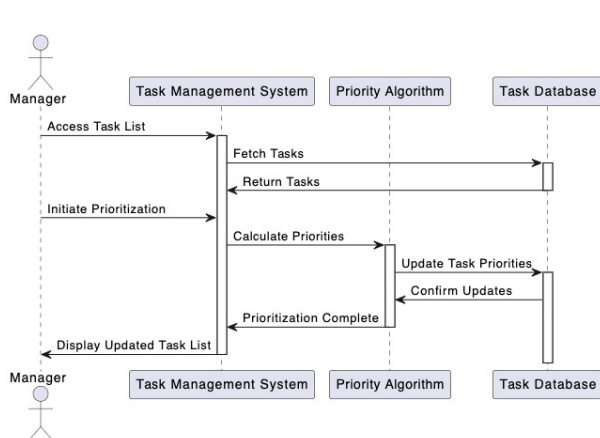 Manager
Task Management System
Priority Algorithm
Task Database
Access Task List
Fetch Tasks
Return Tasks
Initiate Prioritization
Calculate Priorities
Update Task Priorities
Confirm Updates
Prioritization Complete
Display Updated Task List
Manager
Task Management System
Priority Algorithm
Task Database